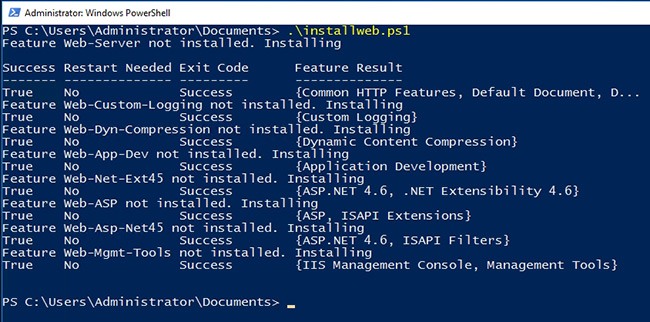 Administrator: Windows PowerShell
PS C:\Users\Administrator\Documents> .\installweb.ps1
Feature Web-Server not installed. Installing
Success Restart Needed Exit Code Feature Result
------- -------------- --------- --------------
True No Success {Common HTTP Features, Default Document, D...
Feature Web-Custom-Logging not installed. Installing
True No Success {Custom Logging}
Feature Web-Dyn-Compression not installed. Installing
True No Success {Dynamic Content Compression}
Feature Web-App-Dev not installed. Installing
True No Success {Application Development}
Feature Web-Net-Ext45 not installed. Installing
True No Success {ASP.NET 4.6, .NET Extensibility 4.6}
Feature Web-ASP not installed. Installing
True No Success {ASP, ISAPI Extensions}
Feature Web-Asp-Net45 not installed. Installing
True No Success {ASP.NET 4.6, ISAPI Filters}
Feature Web-Mgmt-Tools not installed. Installing
True No Success {IIS Management Console, Management Tools}
PS C:\Users\Administrator\Documents>